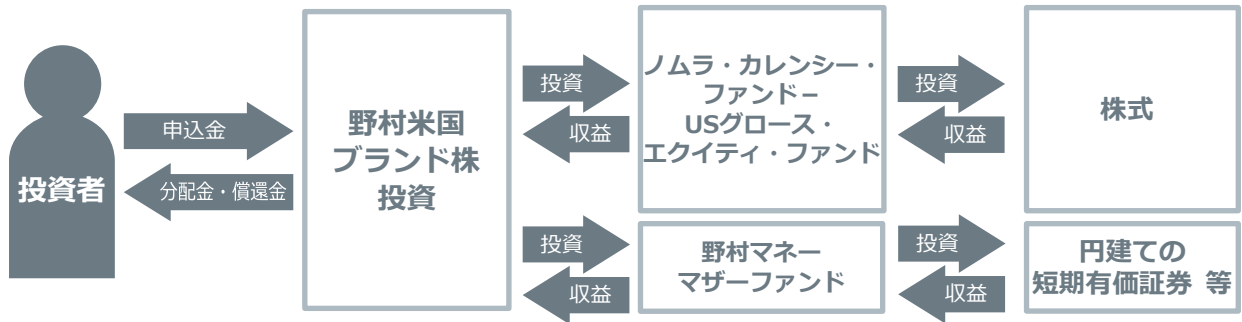 投資者
申込金
分配金・償還金
野村米国
ブランド株
投資
投資
収益
ノムラ・カレンシー・
ファンド－
USグロース・
エクイティ・ファンド
投資
収益
株式
投資
収益
野村マネー
マザーファンド
投資
収益
円建ての
短期有価証券 等